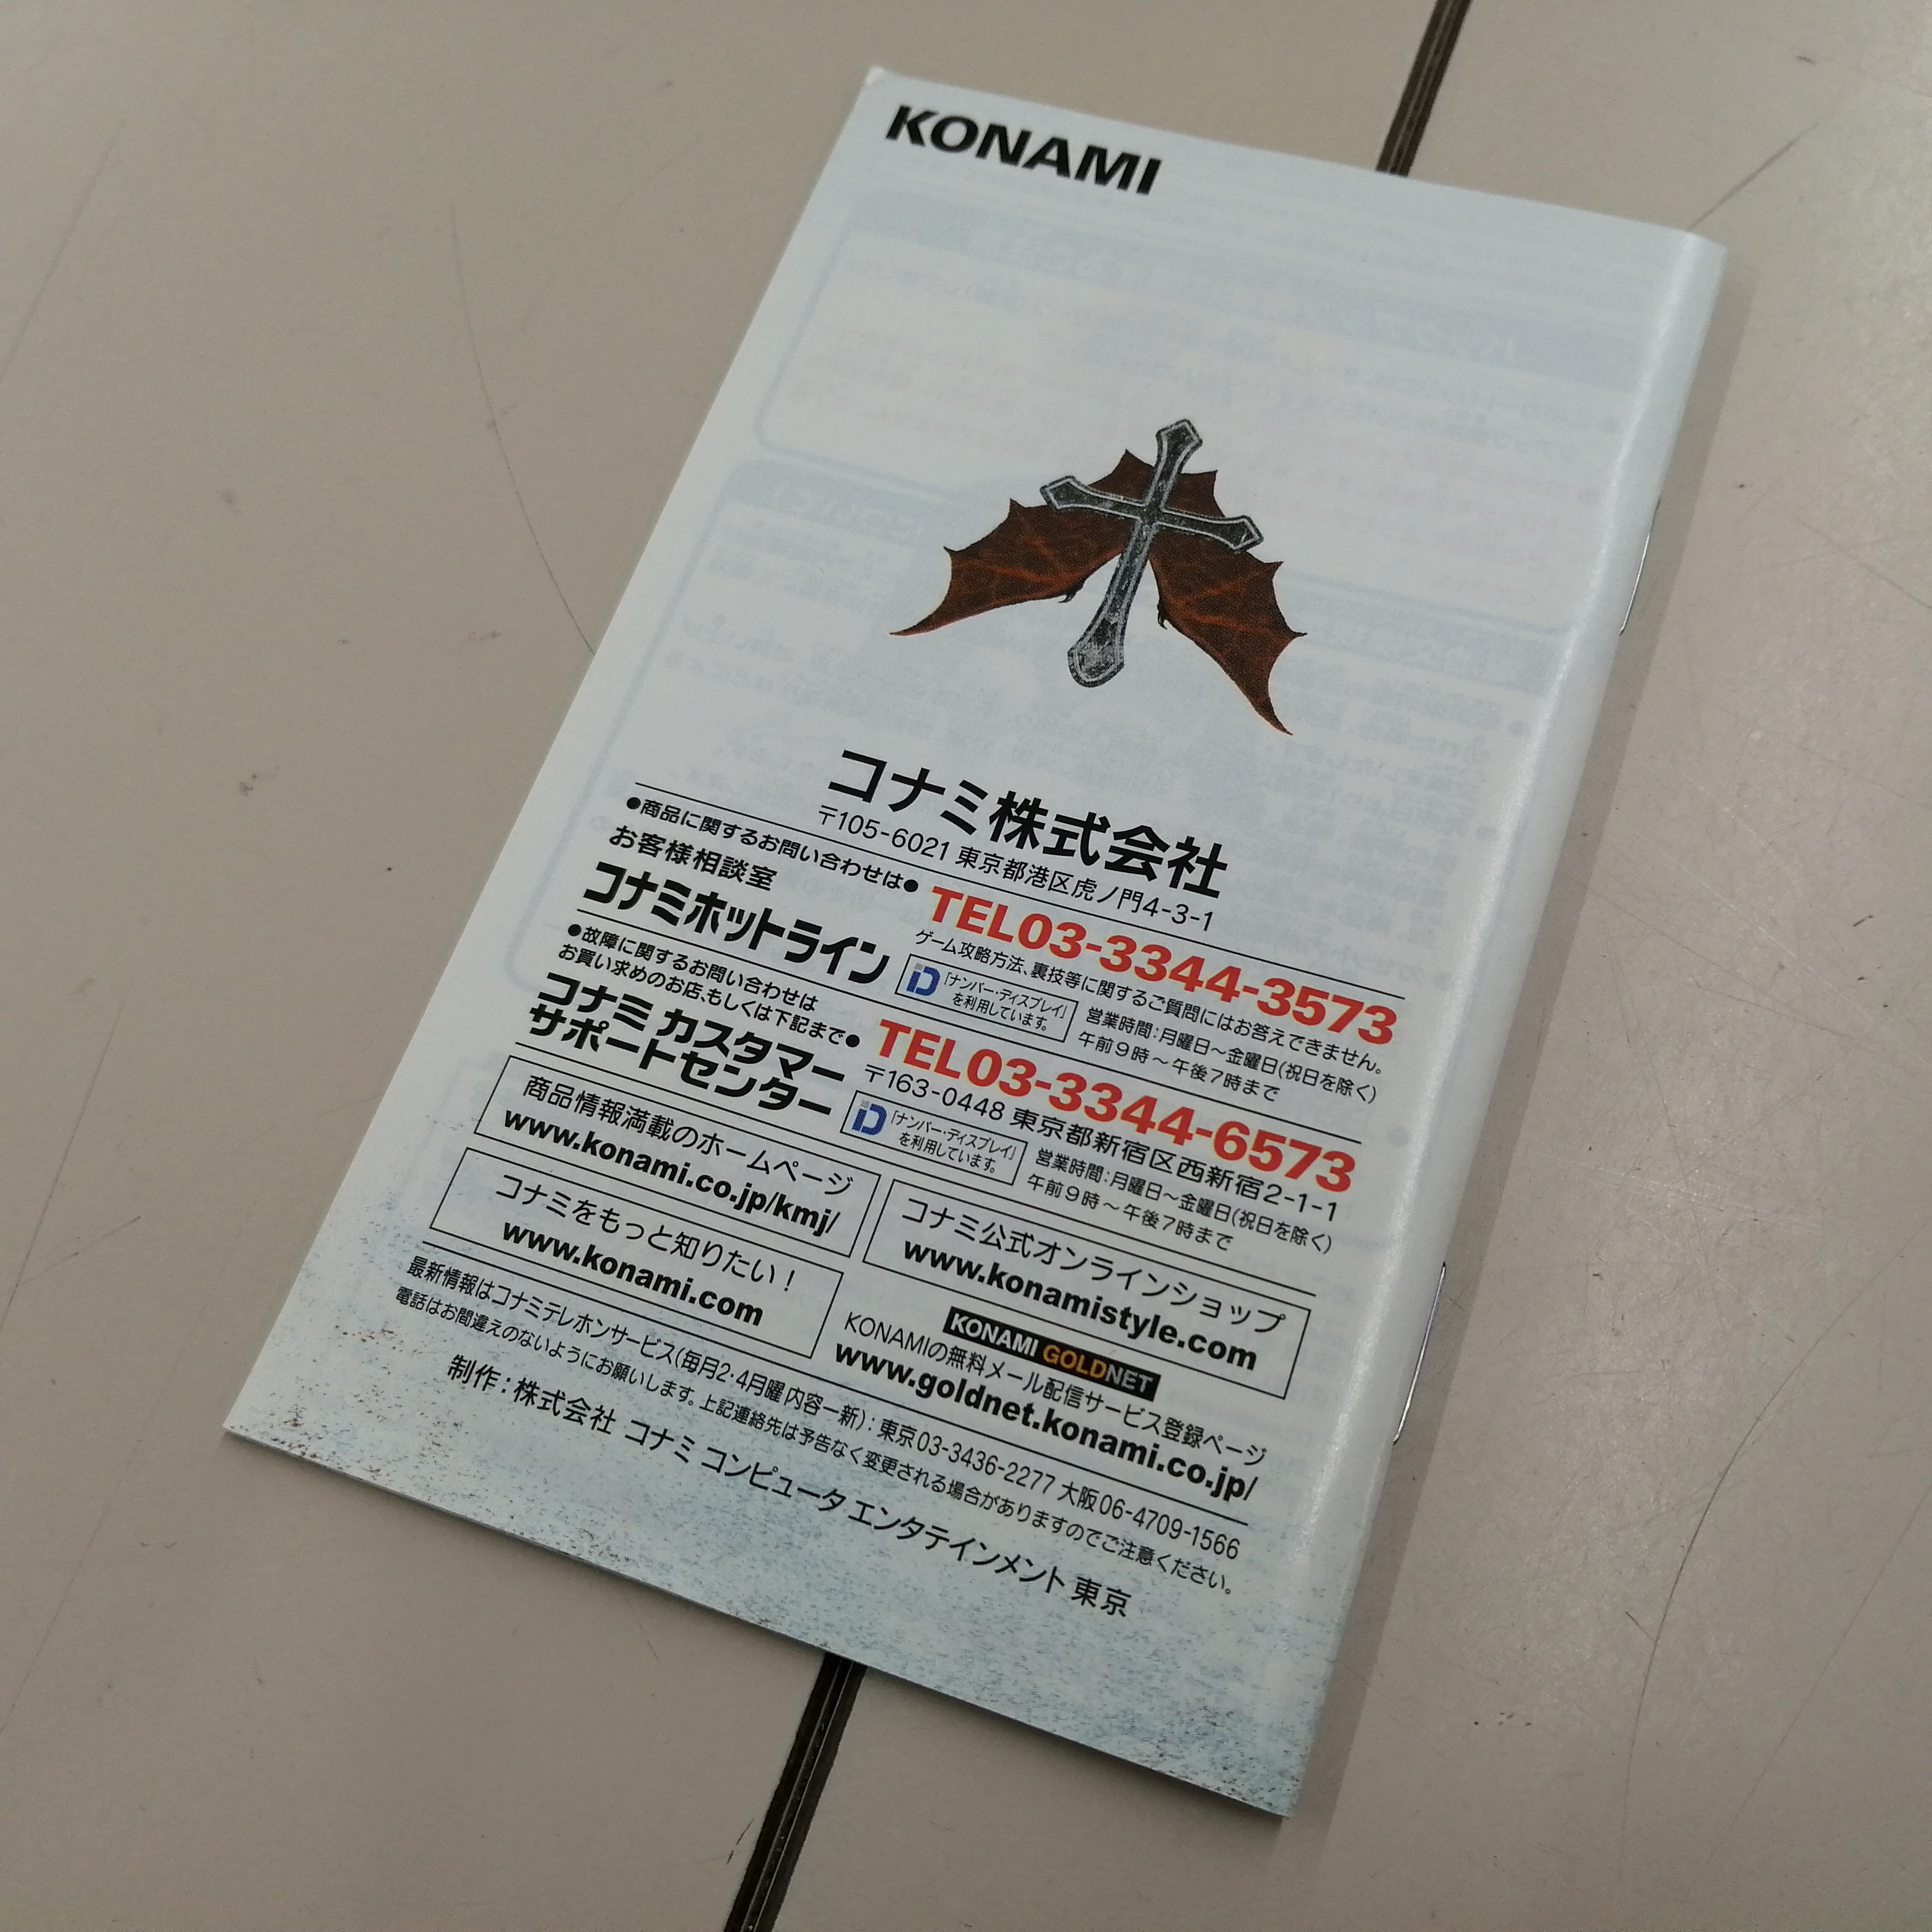 KONAMI
コナミ株式会社
〒105-6021 東京都港区虎ノ門4-3-1
●商品に関するお問い合わせは●
お客様相談室
コナミホットライン
TEL03-3344-3573
ゲーム攻略方法、裏技等に関するご質問にはお答えできません。
「ナンバー・ディスプレイ」
を利用しています。
営業時間:月曜日〜金曜日(祝日を除く)
午前9時〜午後7時まで
●故障に関するお問い合わせは
お買い求めのお店、もしくは下記まで●
コナミ カスタマー
サポートセンター
TEL03-3344-6573
〒163-0448 東京都新宿区西新宿2-1-1
「ナンバー・ディスプレイ」
を利用しています。
営業時間:月曜日〜金曜日(祝日を除く)
午前9時〜午後7時まで
商品情報満載のホームページ
www.konami.co.jp/kmj/
コナミ公式オンラインショップ
www.konamistyle.com
コナミをもっと知りたい!
www.konami.com
KONAMI GOLDNET
KONAMIの無料メール配信サービス登録ページ
www.goldnet.konami.co.jp/
最新情報はコナミテレホンサービス(毎月2・4月曜 内容一新):東京03-3436-2277 大阪06-4709-1566
電話はお間違えのないようにお願いします。上記連絡先は予告なく変更される場合がありますのでご注意ください。
制作:株式会社 コナミ コンピュータ エンタテインメント 東京